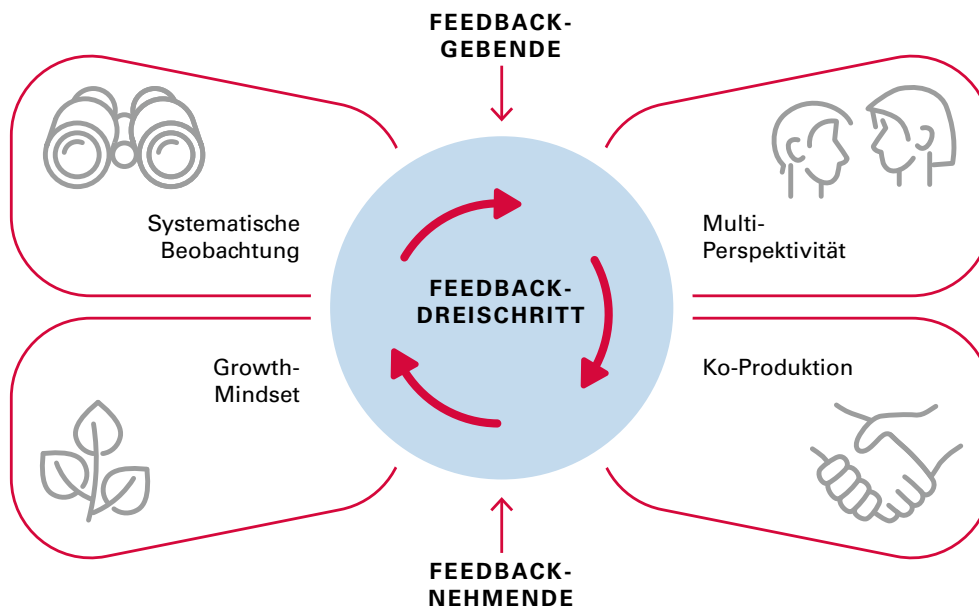 FEEDBACK-
GEBENDE
Systematische
Beobachtung
Multi-
Perspektivität
FEEDBACK-
DREISCHRITT
Growth-
Mindset
Ko-Produktion
FEEDBACK-
NEHMENDE